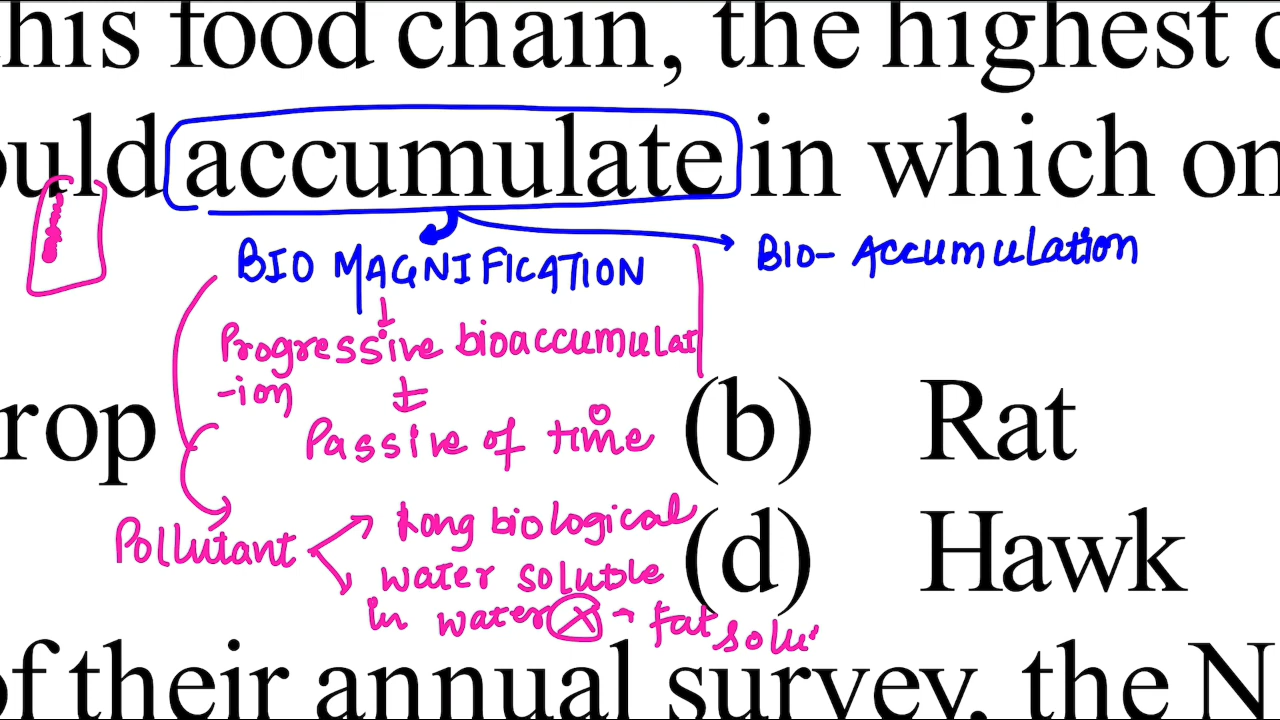 this food chain, the highest
ould accumulate in which on
BIO MAGNIFICATION
BIO- ACCUMULATION
Progressive bioaccumulat
-ion
Passive of time
rop (b) Rat
Pollutant
Long biological
(d) Hawk
water soluble
in water fat solu
of their annual survey, the N